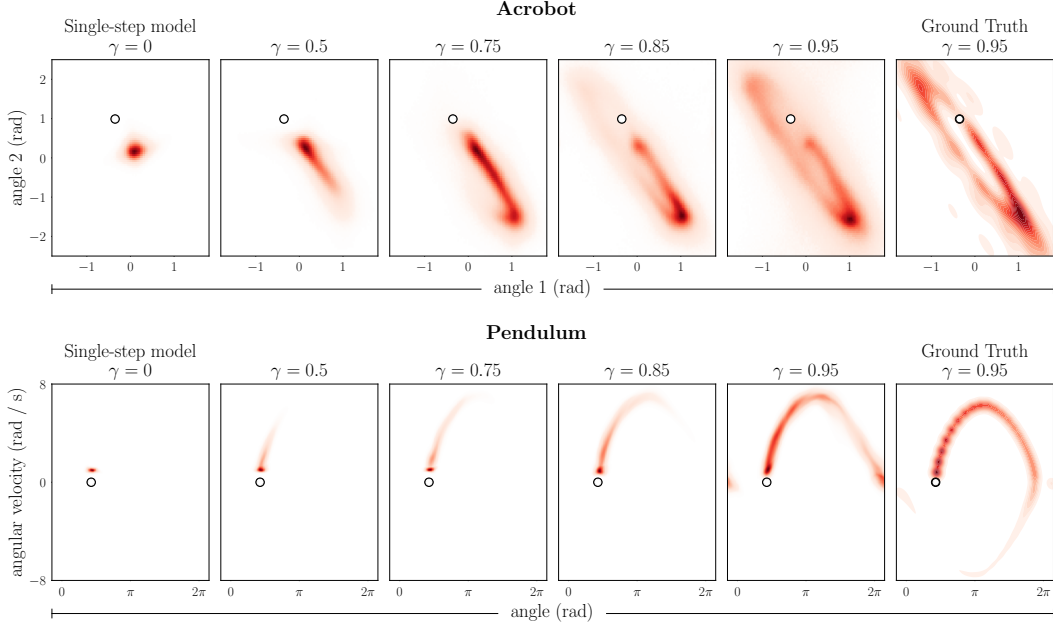 Acrobot
Single-step model
Ground Truth
γ = 0
γ = 0.5
γ = 0.75
γ = 0.85
γ = 0.95
γ = 0.95
angle 2 (rad)
2
1
0
−1
−2
−1 0 1
−1 0 1
−1 0 1
−1 0 1
−1 0 1
−1 0 1
angle 1 (rad)
Pendulum
Single-step model
Ground Truth
γ = 0
γ = 0.5
γ = 0.75
γ = 0.85
γ = 0.95
γ = 0.95
angular velocity (rad / s)
8
0
−8
0 π 2π
0 π 2π
0 π 2π
0 π 2π
0 π 2π
0 π 2π
angle (rad)